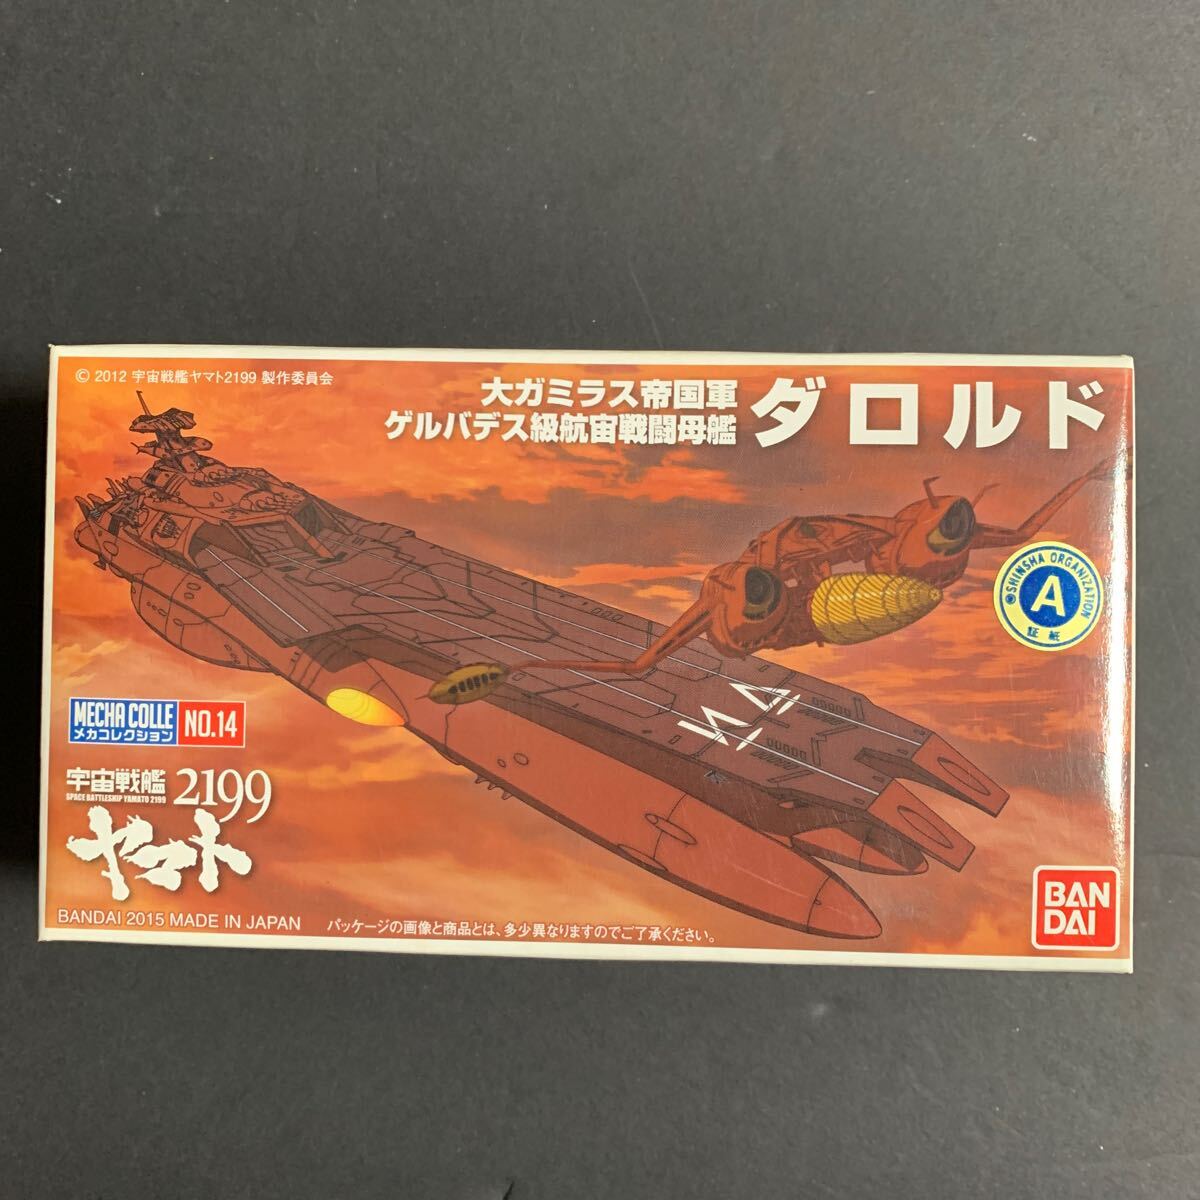 © 2012 宇宙戦艦ヤマト2199 製作委員会
大ガミラス帝国軍
ゲルバデス級航宙戦闘母艦
ダロルド
SHINSHA ORGANIZATION
A
証紙
MECHA COLLE
メカコレクション
NO.14
宇宙戦艦
SPACE BATTLESHIP YAMATO 2199
2199
ヤマト
BANDAI 2015 MADE IN JAPAN
パッケージの画像と商品とは、多少異なりますのでご了承ください。
BAN
DAI